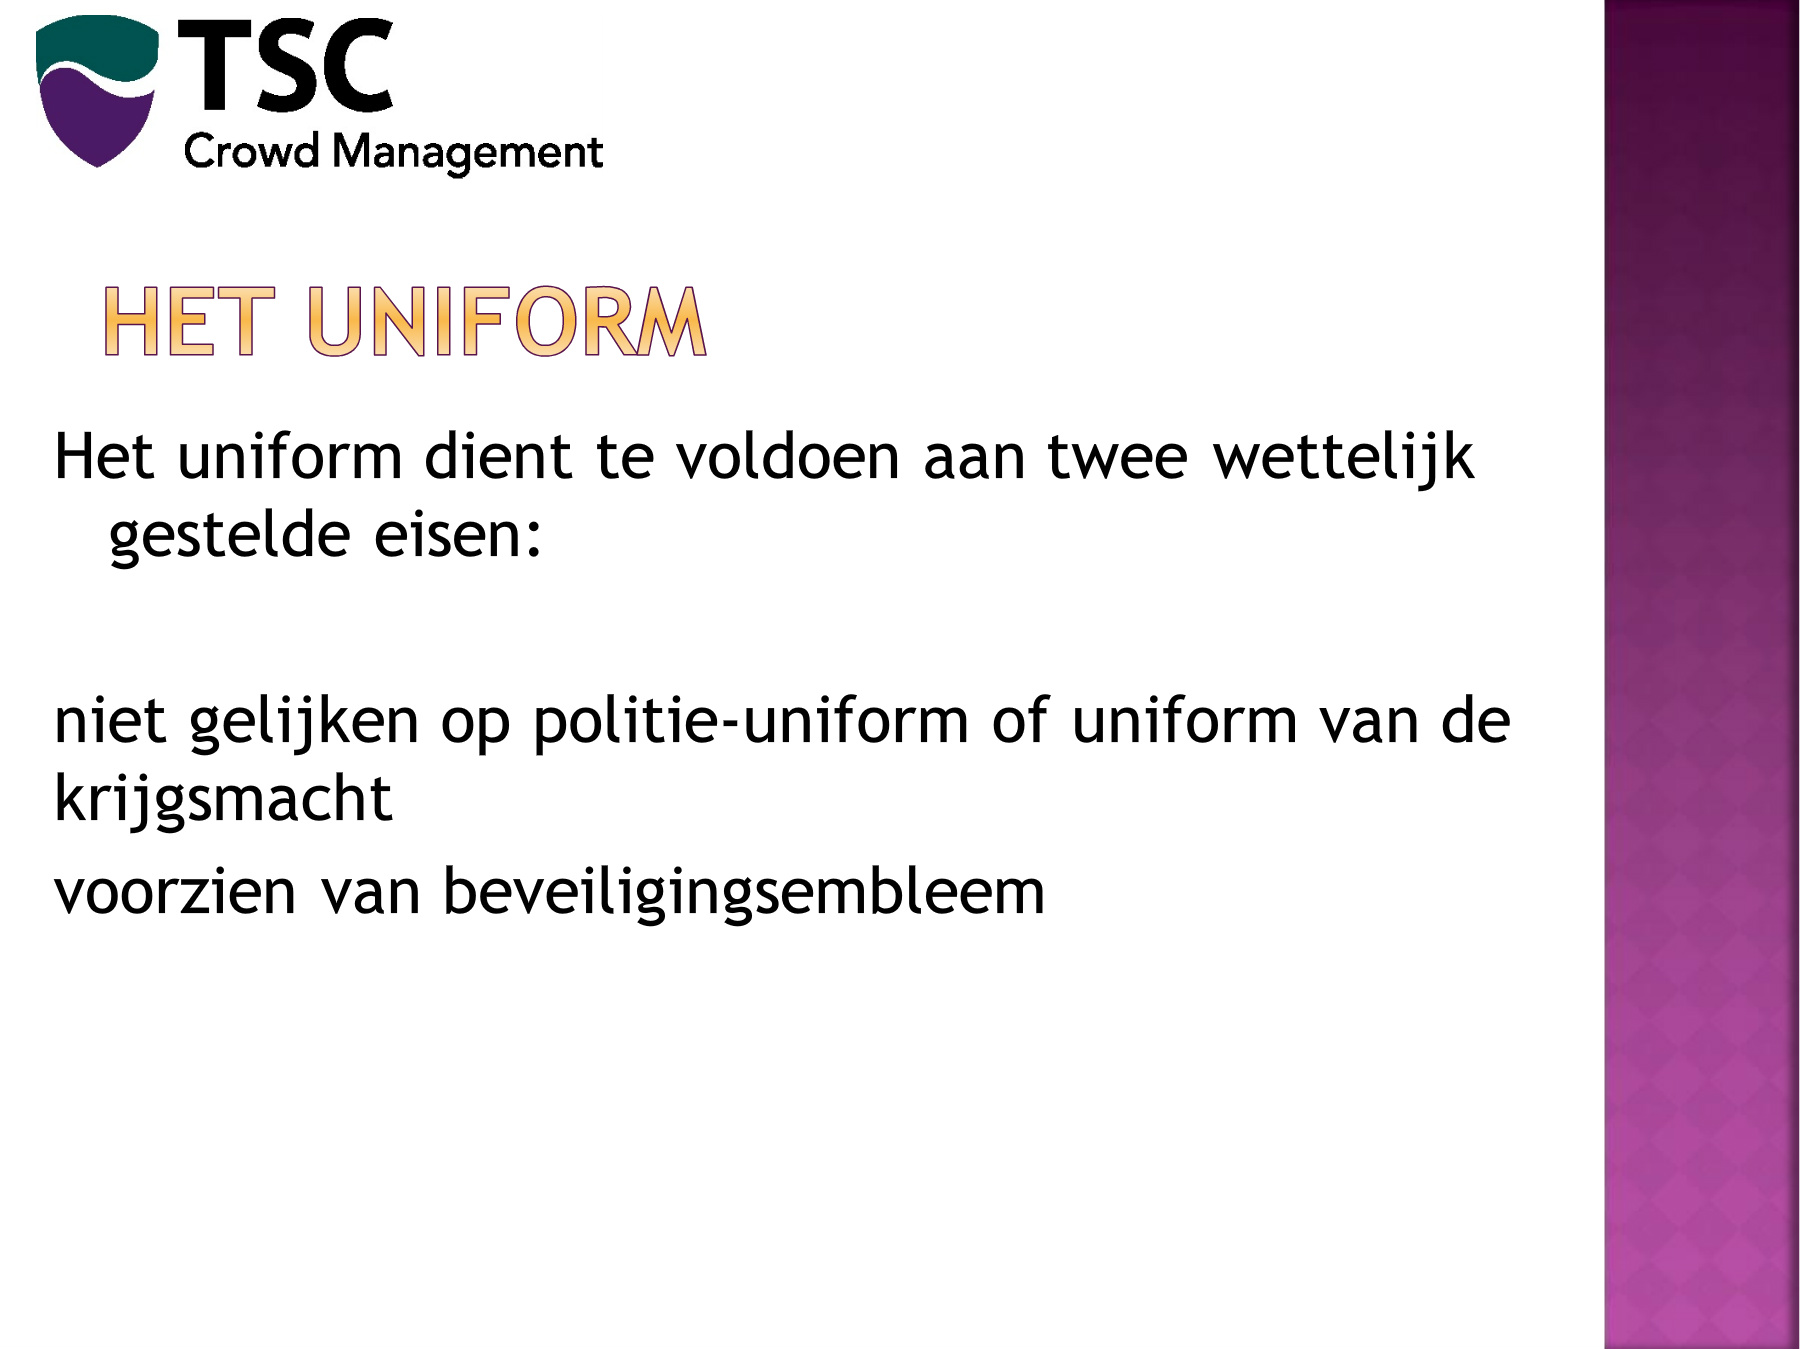 TSC
Crowd Management
HET UNIFORM
Het uniform dient te voldoen aan twee wettelijk
gestelde eisen:
niet gelijken op politie-uniform of uniform van de
krijgsmacht
voorzien van beveiligingsembleem